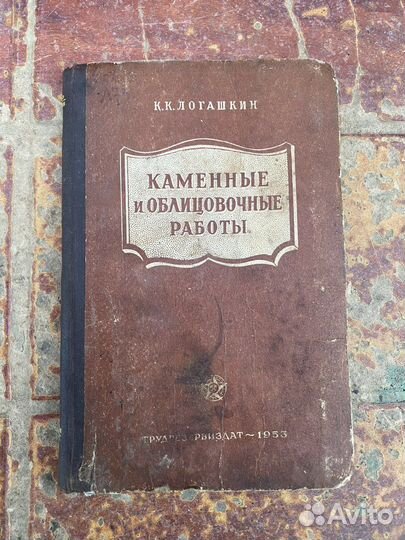 К.К.ЛОГАШКИН
КАМЕННЫЕ
И ОБЛИЦОВОЧНЫЕ
РАБОТЫ.
ТРУДРЕЗЕРВИЗДАТ~1953
Avito